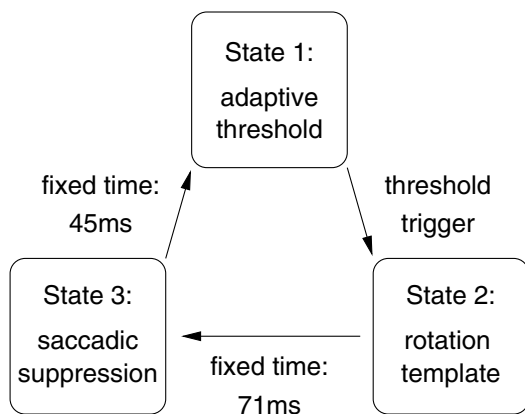 State 1:
adaptive
threshold
fixed time:
45ms
threshold
trigger
State 3:
saccadic
suppression
State 2:
rotation
template
fixed time:
71ms